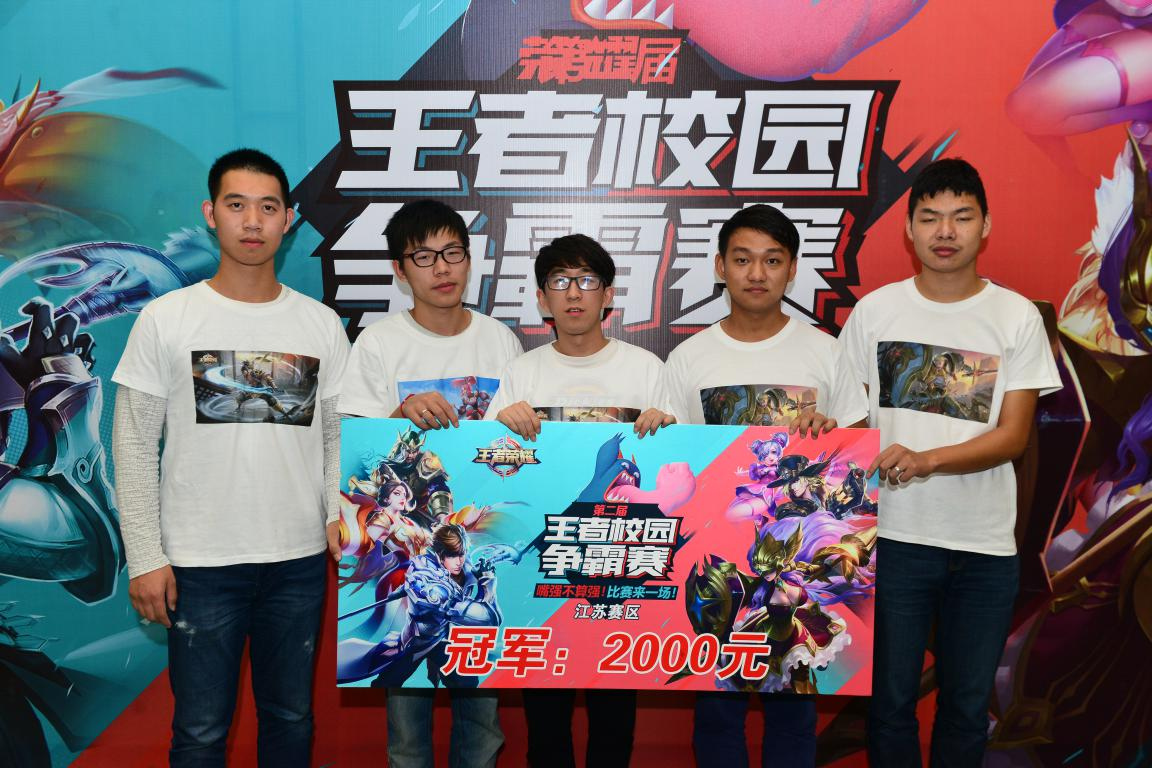 王者校园
争霸赛
王者荣耀
第二届
王者校园
争霸赛
嘴强不算强!比赛来一场!
江苏赛区
冠军：2000元